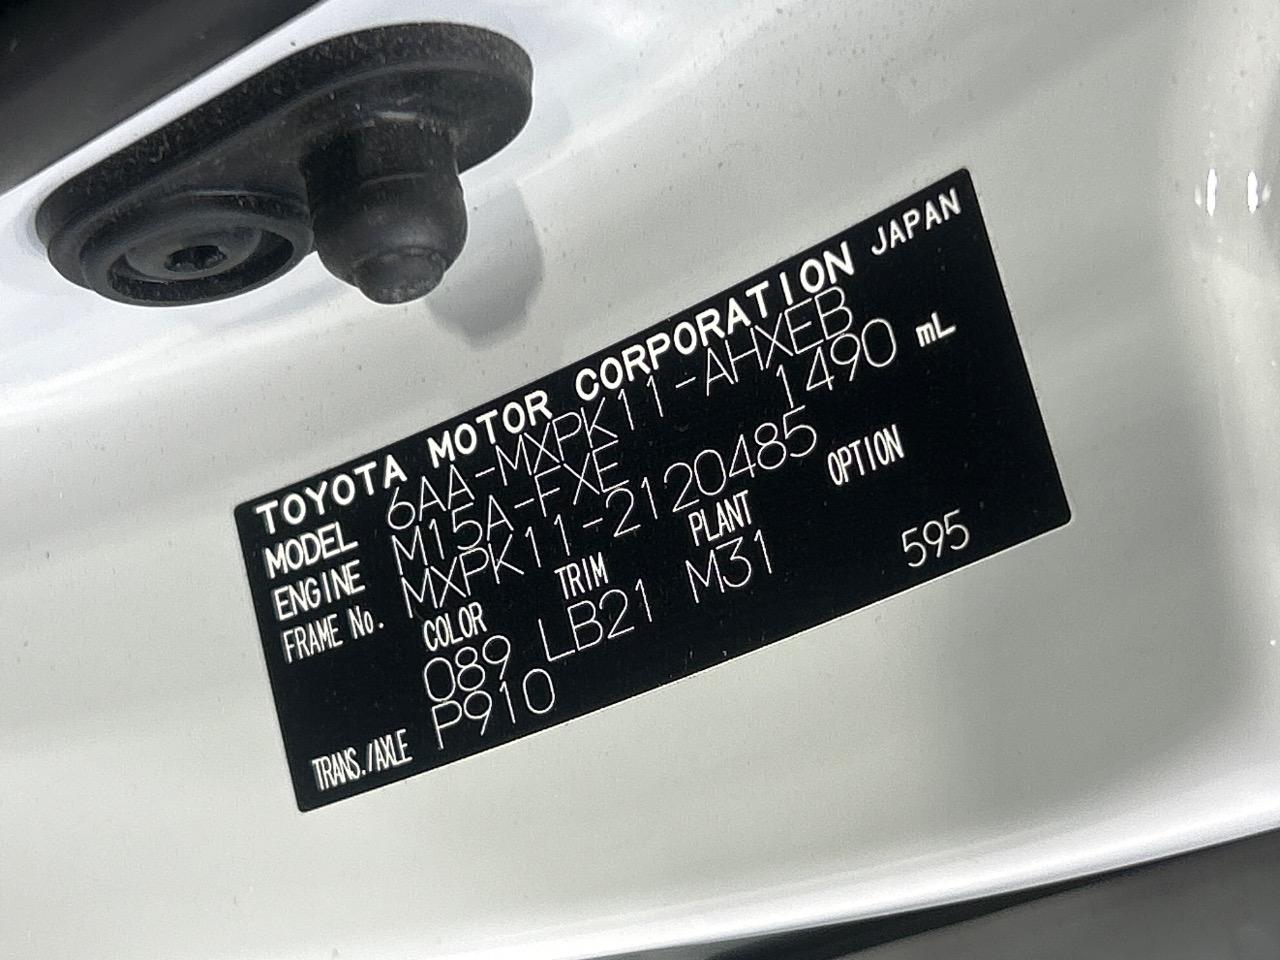 TOYOTA MOTOR CORPORATION JAPAN
MODEL 6AA-MXPK11-AHXEB
ENGINE M15A-FXE 1490 mL
FRAME No. MXPK11-2120485
COLOR TRIM PLANT OPTION
089 LB21 M31 595
TRANS./AXLE P910